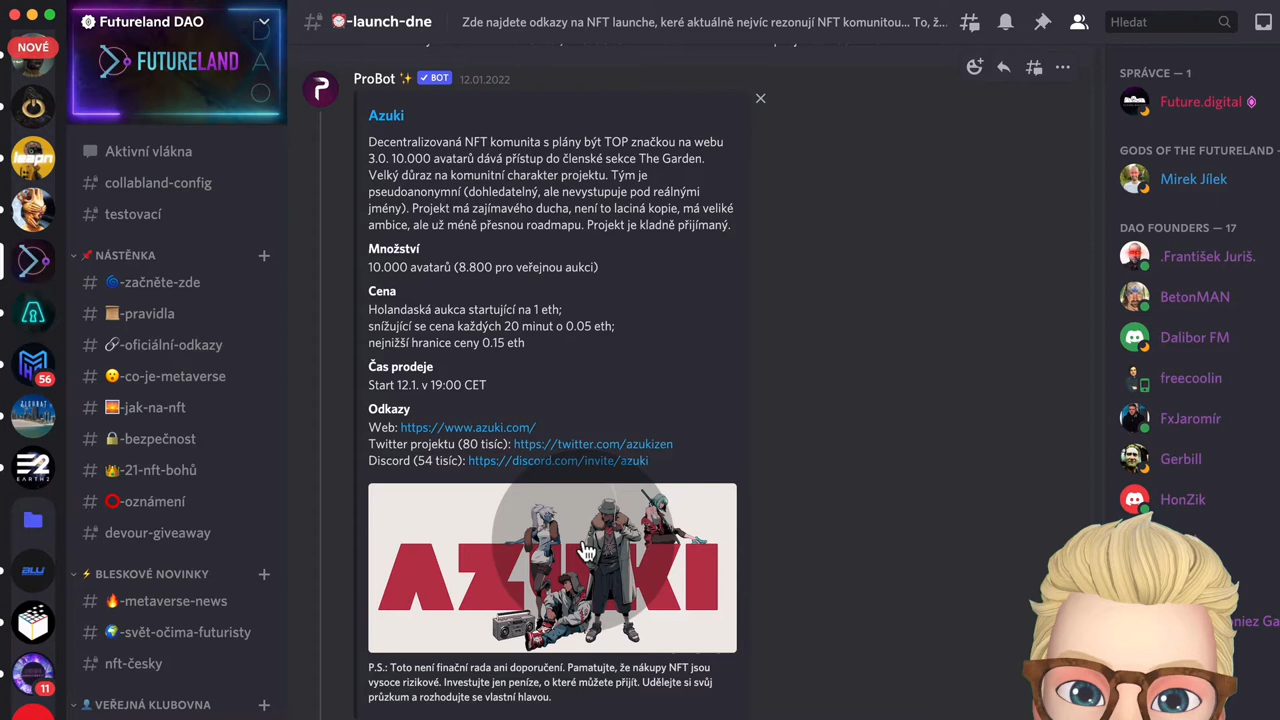 NOVÉ
56
11
Futureland DAO
D
A
O
FUTURELAND
Aktivní vlákna
collabland-config
testovací
NÁSTĚNKA
-začněte-zde
-pravidla
-oficiální-odkazy
-co-je-metaverse
-jak-na-nft
-bezpečnost
-21-nft-bohů
-oznámení
devour-giveaway
BLESKOVÉ NOVINKY
-metaverse-news
-svět-očima-futuristy
nft-česky
VEŘEJNÁ KLUBOVNA
leapn
EARTH 2
-launch-dne
Zde najdete odkazy na NFT launche, keré aktuálně nejvíc rezonují NFT komunitou... To, ž...
Hledat
ProBot ✨ ✓ BOT 12.01.2022
Azuki
Decentralizovaná NFT komunita s plány být TOP značkou na webu
3.0. 10.000 avatarů dává přístup do členské sekce The Garden.
Velký důraz na komunitní charakter projektu. Tým je
pseudoanonymní (dohledatelný, ale nevystupuje pod reálnými
jmény). Projekt má zajímavého ducha, není to laciná kopie, má veliké
ambice, ale už méně přesnou roadmapu. Projekt je kladně přijímaný.
Množství
10.000 avatarů (8.800 pro veřejnou aukci)
Cena
Holandaská aukca startující na 1 eth;
snížující se cena každých 20 minut o 0.05 eth;
nejnižší hranice ceny 0.15 eth
Čas prodeje
Start 12.1. v 19:00 CET
Odkazy
Web: https://www.azuki.com/
Twitter projektu (80 tisíc): https://twitter.com/azukizen
Discord (54 tisíc): https://discord.com/invite/azuki
AZUKI
P.S.: Toto není finační rada ani doporučení. Pamatujte, že nákupy NFT jsou
vysoce rizikové. Investujte jen peníze, o které můžete přijít. Udělejte si svůj
průzkum a rozhodujte se vlastní hlavou.
SPRÁVCE — 1
Future.digital
GODS OF THE FUTURELAND —
Mirek Jílek
DAO FOUNDERS — 17
.František Juriš.
BetonMAN
Dalibor FM
freecoolin
FxJaromír
Gerbill
HonZik
oniez Ga